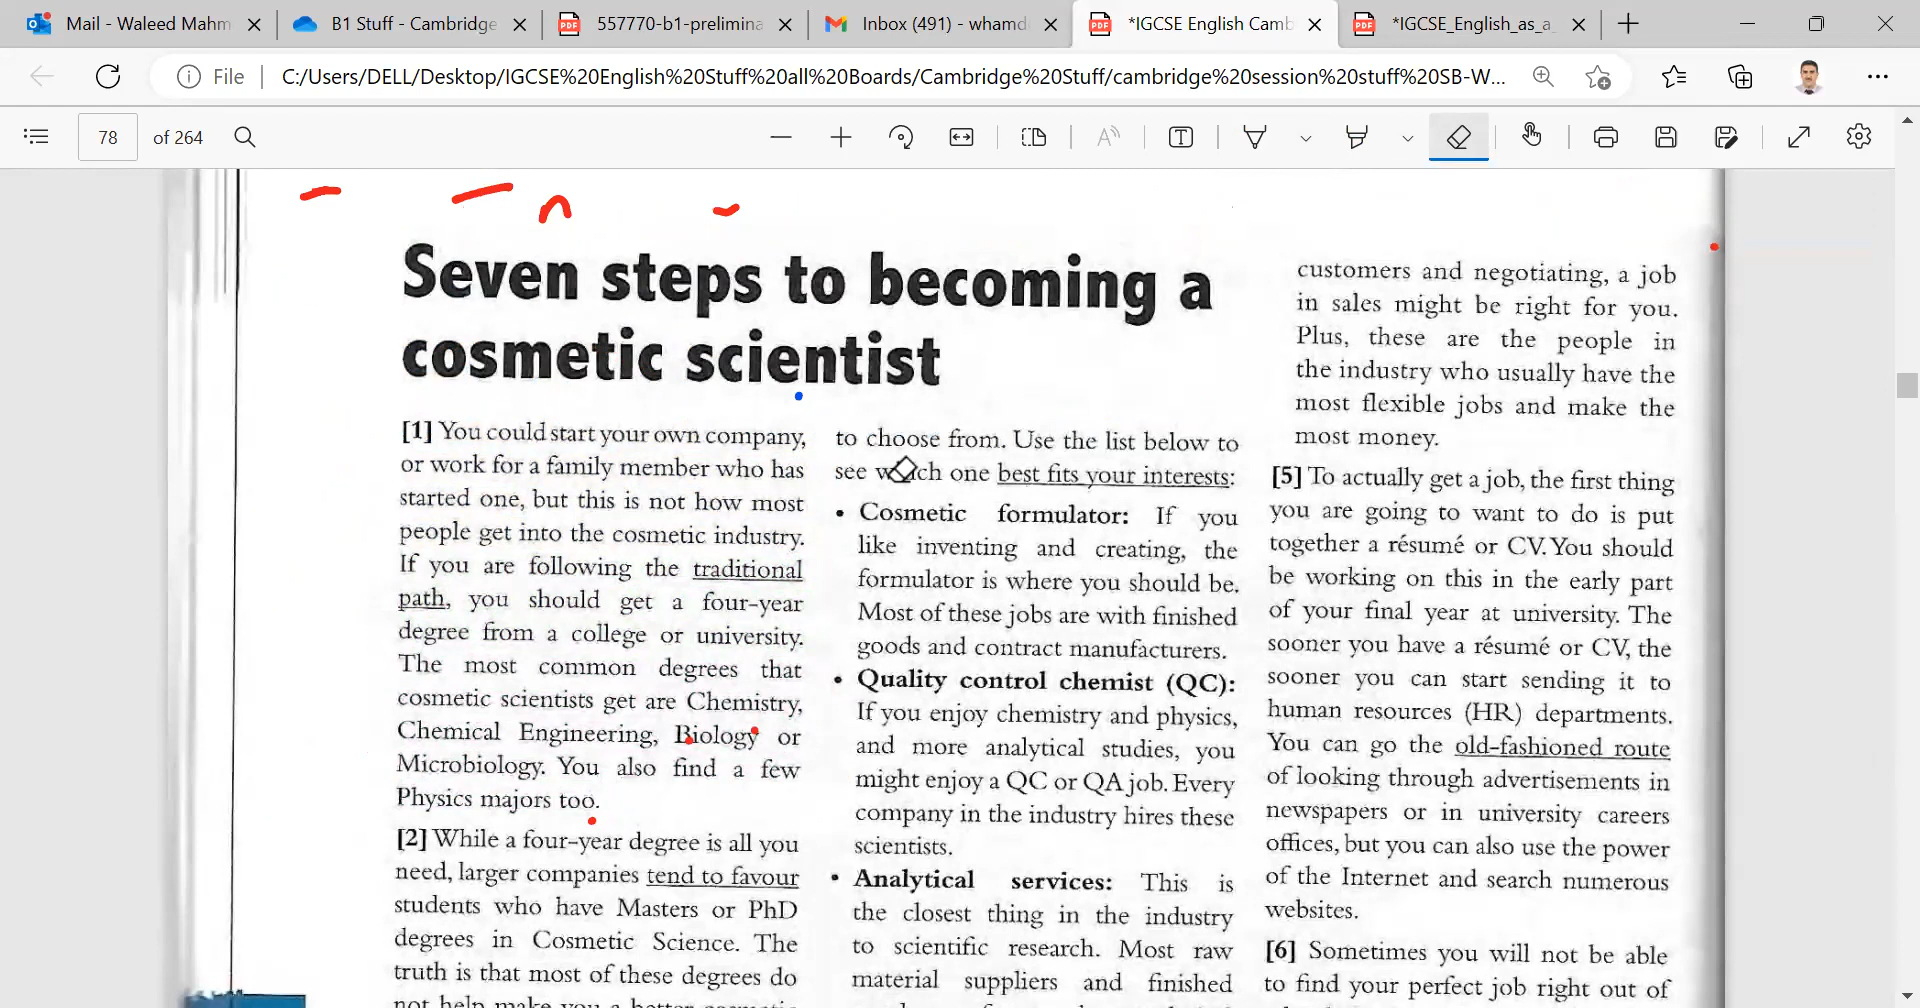 Mail - Waleed Mahm
B1 Stuff - Cambridge
557770-b1-prelimina
Inbox (491) - whamd
*IGCSE English Camb
*IGCSE_English_as_a_
File
C:/Users/DELL/Desktop/IGCSE%20English%20Stuff%20all%20Boards/Cambridge%20Stuff/cambridge%20session%20stuff%20SB-W...
78
of 264
Seven steps to becoming a
cosmetic scientist
[1] You could start your own company,
or work for a family member who has
started one, but this is not how most
people get into the cosmetic industry.
If you are following the traditional
path, you should get a four-year
degree from a college or university.
The most common degrees that
cosmetic scientists get are Chemistry,
Chemical Engineering, Biology or
Microbiology. You also find a few
Physics majors too.
[2] While a four-year degree is all you
need, larger companies tend to favour
students who have Masters or PhD
degrees in Cosmetic Science. The
truth is that most of these degrees do
not help make you a better cosmetic
to choose from. Use the list below to
see which one best fits your interests:
• Cosmetic formulator: If you
like inventing and creating, the
formulator is where you should be.
Most of these jobs are with finished
goods and contract manufacturers.
• Quality control chemist (QC):
If you enjoy chemistry and physics,
and more analytical studies, you
might enjoy a QC or QA job. Every
company in the industry hires these
scientists.
• Analytical services: This is
the closest thing in the industry
to scientific research. Most raw
material suppliers and finished
customers and negotiating, a job
in sales might be right for you.
Plus, these are the people in
the industry who usually have the
most flexible jobs and make the
most money.
[5] To actually get a job, the first thing
you are going to want to do is put
together a résumé or CV. You should
be working on this in the early part
of your final year at university. The
sooner you have a résumé or CV, the
sooner you can start sending it to
human resources (HR) departments.
You can go the old-fashioned route
of looking through advertisements in
newspapers or in university careers
offices, but you can also use the power
of the Internet and search numerous
websites.
[6] Sometimes you will not be able
to find your perfect job right out of